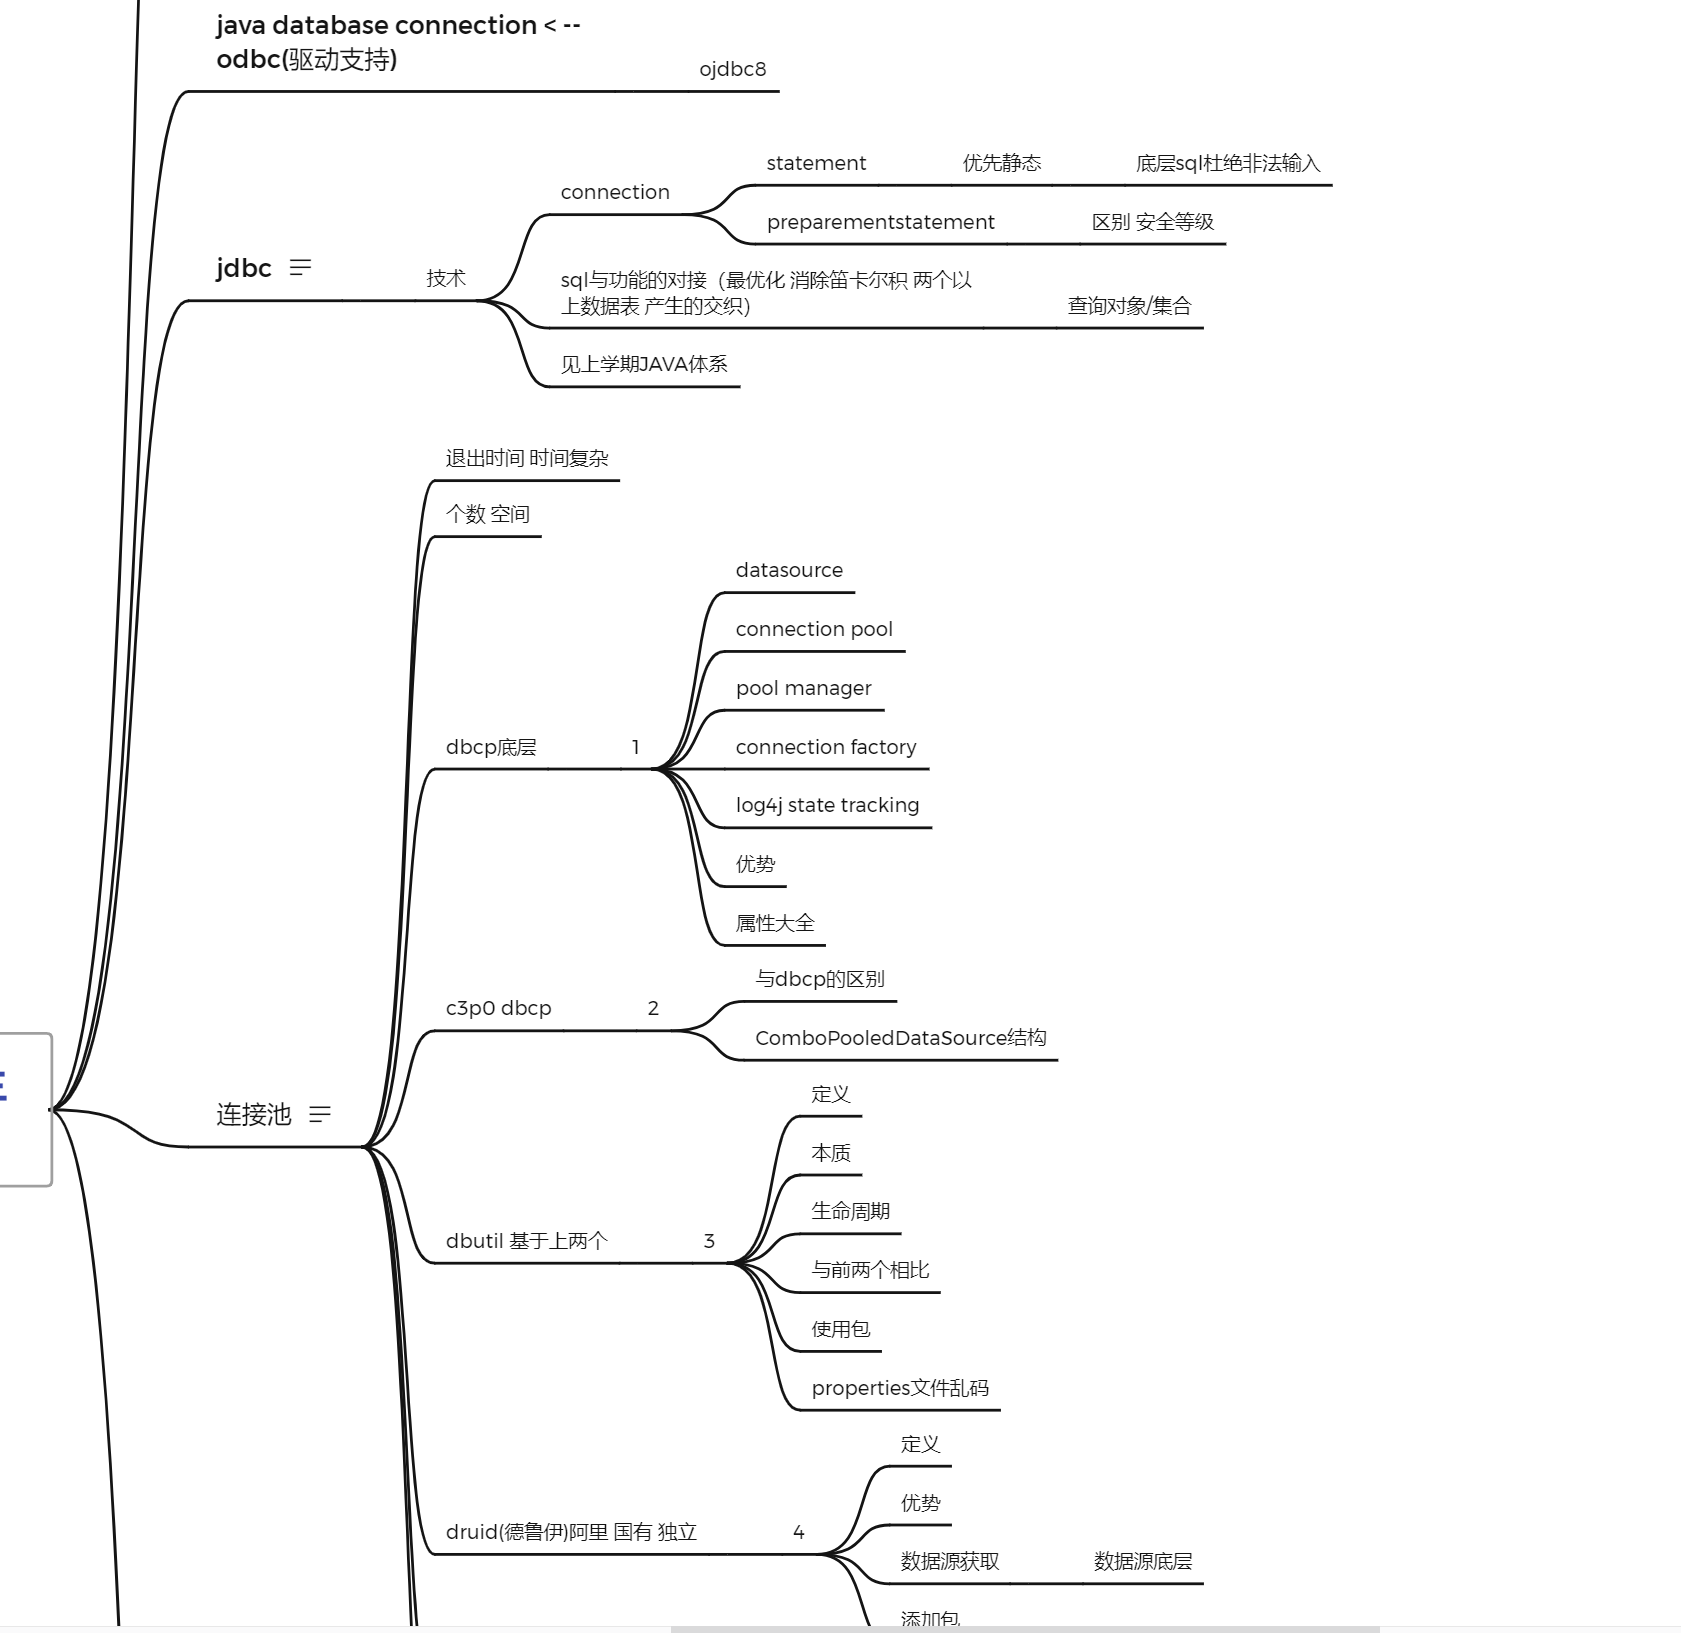 java database connection < --
odbc(驱动支持)
ojdbc8
jdbc
技术
connection
statement
优先静态
底层sql杜绝非法输入
preparementstatement
区别 安全等级
sql与功能的对接（最优化 消除笛卡尔积 两个以
上数据表 产生的交织）
查询对象/集合
见上学期JAVA体系
连接池
退出时间 时间复杂
个数 空间
dbcp底层
1
datasource
connection pool
pool manager
connection factory
log4j state tracking
优势
属性大全
c3p0 dbcp
2
与dbcp的区别
ComboPooledDataSource结构
dbutil 基于上两个
3
定义
本质
生命周期
与前两个相比
使用包
properties文件乱码
druid(德鲁伊)阿里 国有 独立
4
定义
优势
数据源获取
数据源底层
添加包